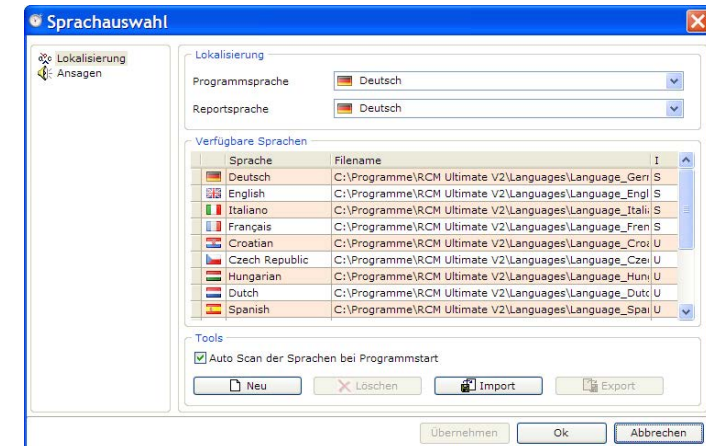 Sprachauswahl
Lokalisierung
Ansagen
Lokalisierung
Programmsprache Deutsch
Reportsprache Deutsch
Verfügbare Sprachen
Sprache Filename I
Deutsch C:\Programme\RCM Ultimate V2\Languages\Language_Gerr S
English C:\Programme\RCM Ultimate V2\Languages\Language_Engl S
Italiano C:\Programme\RCM Ultimate V2\Languages\Language_Itali S
Français C:\Programme\RCM Ultimate V2\Languages\Language_Fren S
Croatian C:\Programme\RCM Ultimate V2\Languages\Language_Croa U
Czech Republic C:\Programme\RCM Ultimate V2\Languages\Language_Cze U
Hungarian C:\Programme\RCM Ultimate V2\Languages\Language_Hung U
Dutch C:\Programme\RCM Ultimate V2\Languages\Language_Dutc U
Spanish C:\Programme\RCM Ultimate V2\Languages\Language_Spai U
Tools
Auto Scan der Sprachen bei Programmstart
Neu Löschen Import Export
Übernehmen Ok Abbrechen